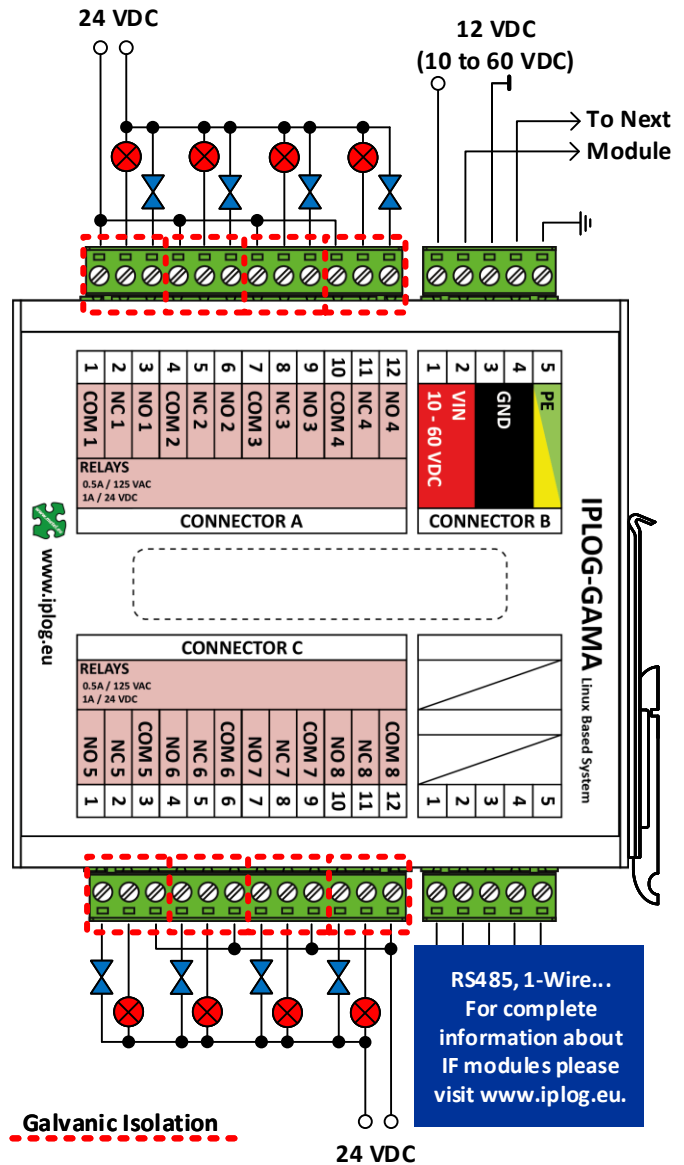 24 VDC
12 VDC
(10 to 60 VDC)
To Next
Module
1 2 3 4 5 6 7 8 9 10 11 12
COM 1 NC 1 NO 1 COM 2 NC 2 NO 2 COM 3 NC 3 NO 3 COM 4 NC 4 NO 4
RELAYS
0.5A / 125 VAC
1A / 24 VDC
CONNECTOR A
1 2 3 4 5
VIN
10 - 60 VDC
GND
PE
CONNECTOR B
www.iplog.eu
IPLOG-GAMA Linux Based System
CONNECTOR C
RELAYS
0.5A / 125 VAC
1A / 24 VDC
NO 5 NC 5 COM 5 NO 6 NC 6 COM 6 NO 7 NC 7 COM 7 NO 8 NC 8 COM 8
1 2 3 4 5 6 7 8 9 10 11 12
1 2 3 4 5
RS485, 1-Wire...
For complete
information about
IF modules please
visit www.iplog.eu.
Galvanic Isolation
24 VDC